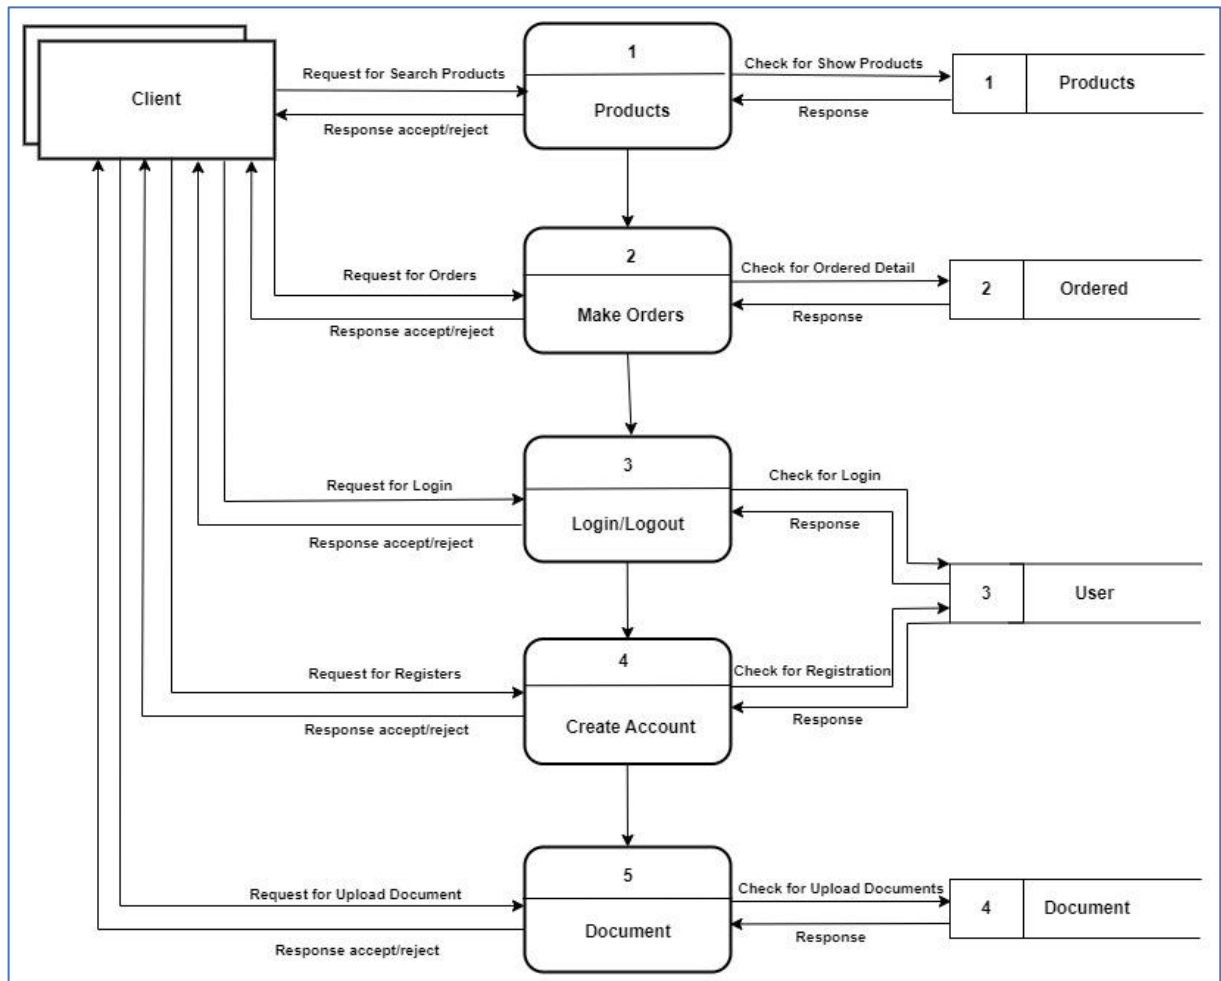 Client
Request for Search Products
Response accept/reject
1
Products
Check for Show Products
Response
1
Products
Request for Orders
Response accept/reject
2
Make Orders
Check for Ordered Detail
Response
2
Ordered
Request for Login
Response accept/reject
3
Login/Logout
Check for Login
Response
3
User
Request for Registers
Response accept/reject
4
Create Account
Check for Registration
Response
Request for Upload Document
Response accept/reject
5
Document
Check for Upload Documents
Response
4
Document